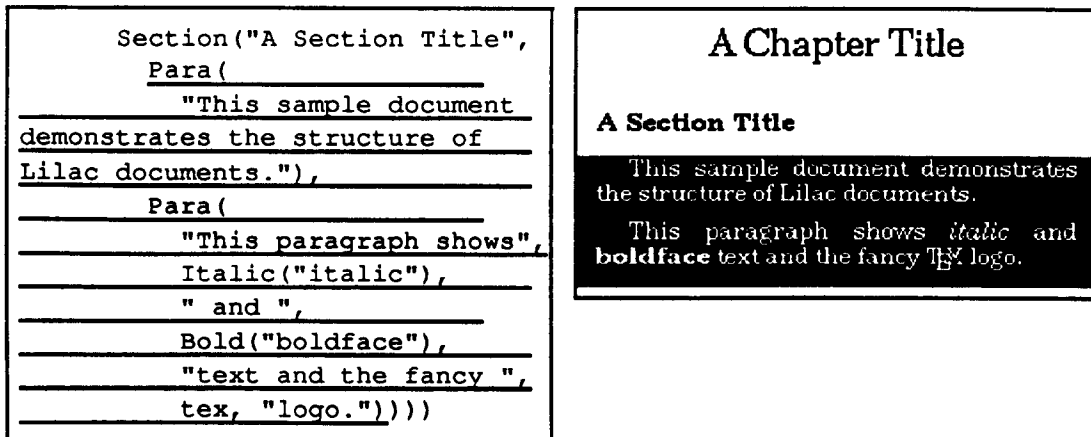 Section("A Section Title",
Para(
"This sample document
demonstrates the structure of
Lilac documents."),
Para(
"This paragraph shows",
Italic("italic"),
" and ",
Bold("boldface"),
"text and the fancy ",
tex, "logo."))))
A Chapter Title
A Section Title
This sample document demonstrates
the structure of Lilac documents.
This paragraph shows italic and
boldface text and the fancy TEX logo.